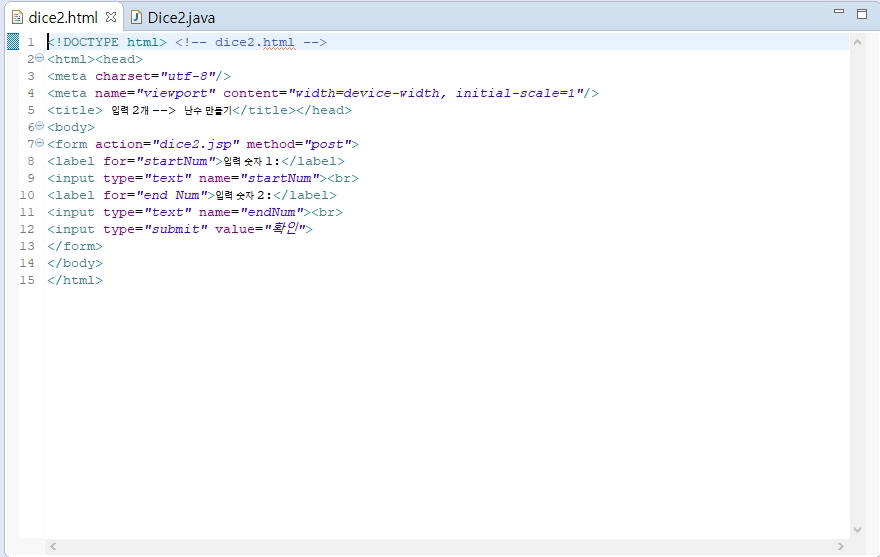 dice2.html Dice2.java
1 <!DOCTYPE html> <!-- dice2.html -->
2 <html><head>
3 <meta charset="utf-8"/>
4 <meta name="viewport" content="width=device-width, initial-scale=1"/>
5 <title> 입력 2개 --> 난수 만들기</title></head>
6 <body>
7 <form action="dice2.jsp" method="post">
8 <label for="startNum">입력 숫자 1:</label>
9 <input type="text" name="startNum"><br>
10 <label for="end Num">입력 숫자 2:</label>
11 <input type="text" name="endNum"><br>
12 <input type="submit" value="확인">
13 </form>
14 </body>
15 </html>